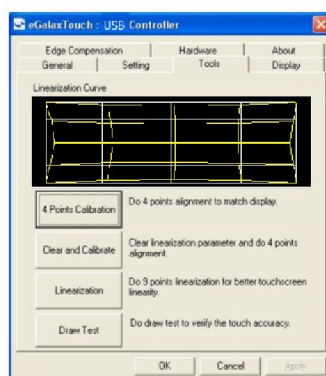 eGalaxTouch : USB Controller
Edge Compensation Hardware About
General Setting Tools Display
Linearization Curve
4 Points Calibration
Do 4 points alignment to match display.
Clear and Calibrate
Clear linearization parameter and do 4 points
alignment.
Linearization
Do 9 points linearization for better touchscreen
linearity.
Draw Test
Do draw test to verify the touch accuracy.
OK Cancel Apply